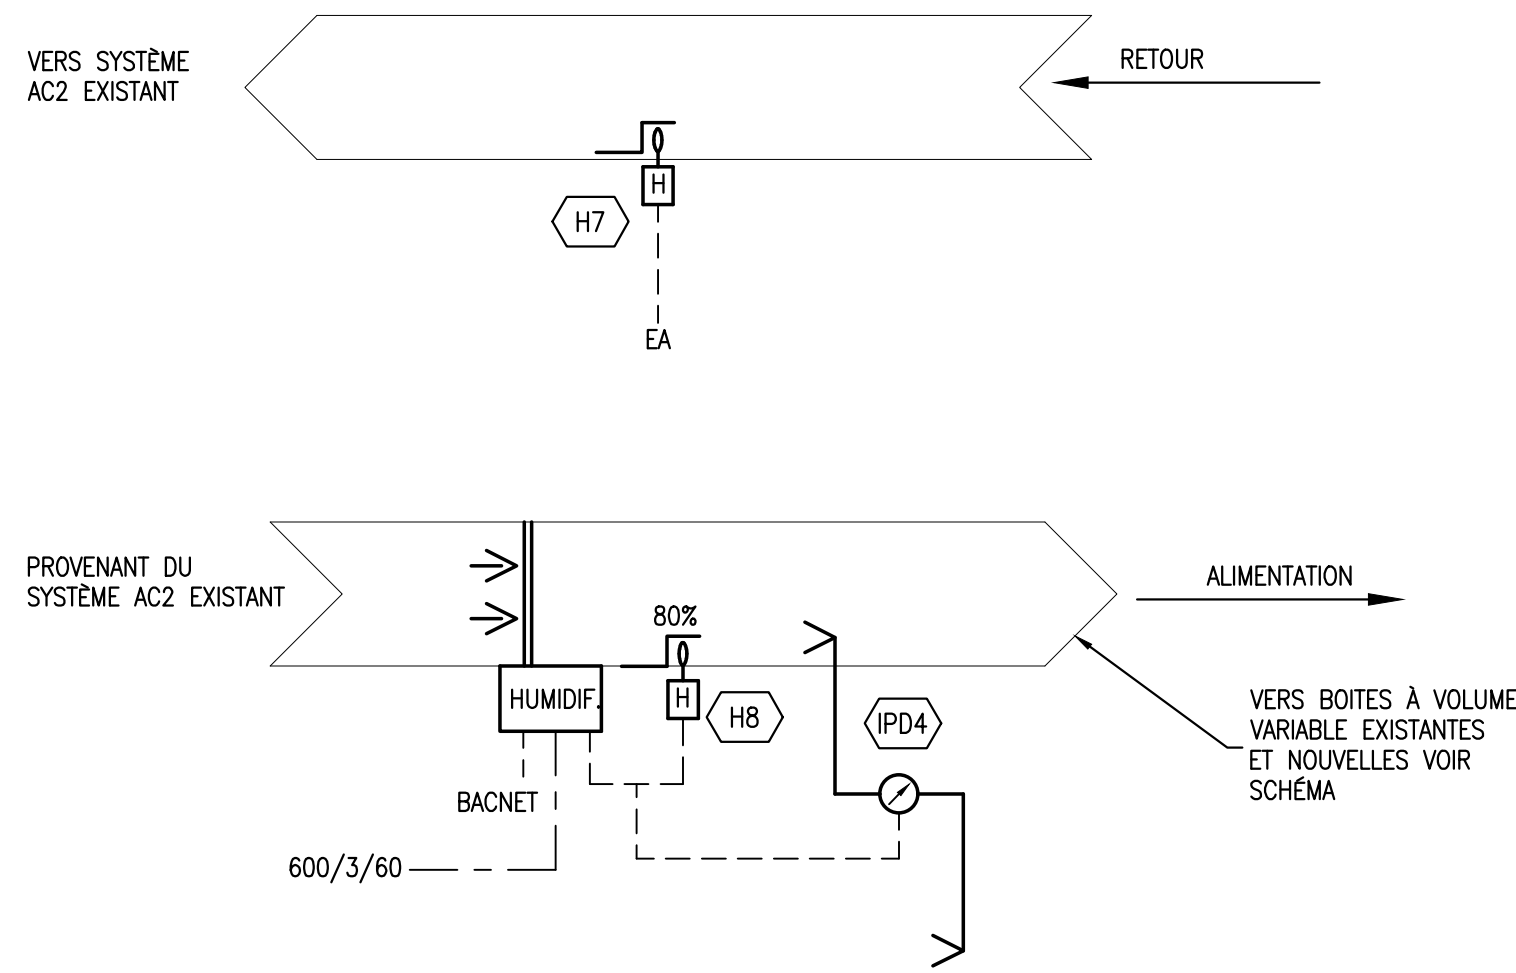 VERS SYSTÈME
AC2 EXISTANT
RETOUR
H
H7
EA
PROVENANT DU
SYSTÈME AC2 EXISTANT
ALIMENTATION
80%
HUMIDIF.
H
H8
IPD4
VERS BOITES À VOLUME
VARIABLE EXISTANTES
ET NOUVELLES VOIR
SCHÉMA
BACNET
600/3/60